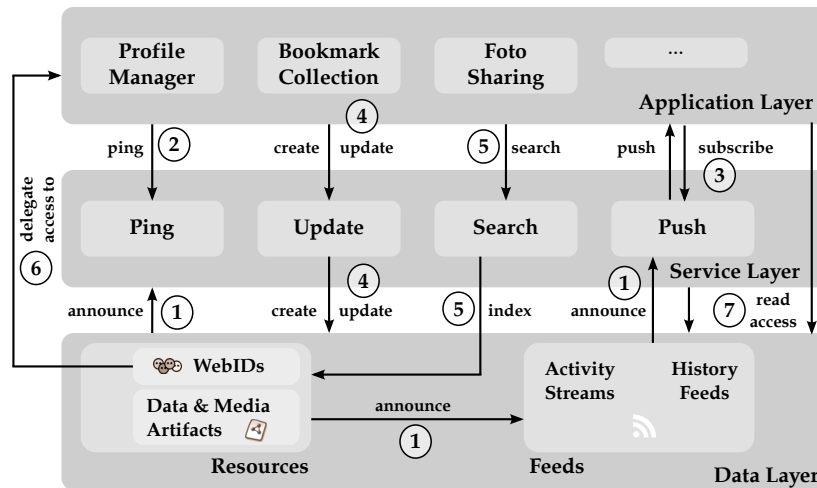 Profile
Manager
Bookmark
Collection
Foto
Sharing
...
Application Layer
ping
2
create
4
update
5
search
push
subscribe
3
delegate
access to
6
Ping
Update
Search
Push
Service Layer
announce
1
create
4
update
5
index
announce
1
7
read
access
WebIDs
Data & Media
Artifacts
Resources
announce
1
Activity
Streams
History
Feeds
Feeds
Data Layer